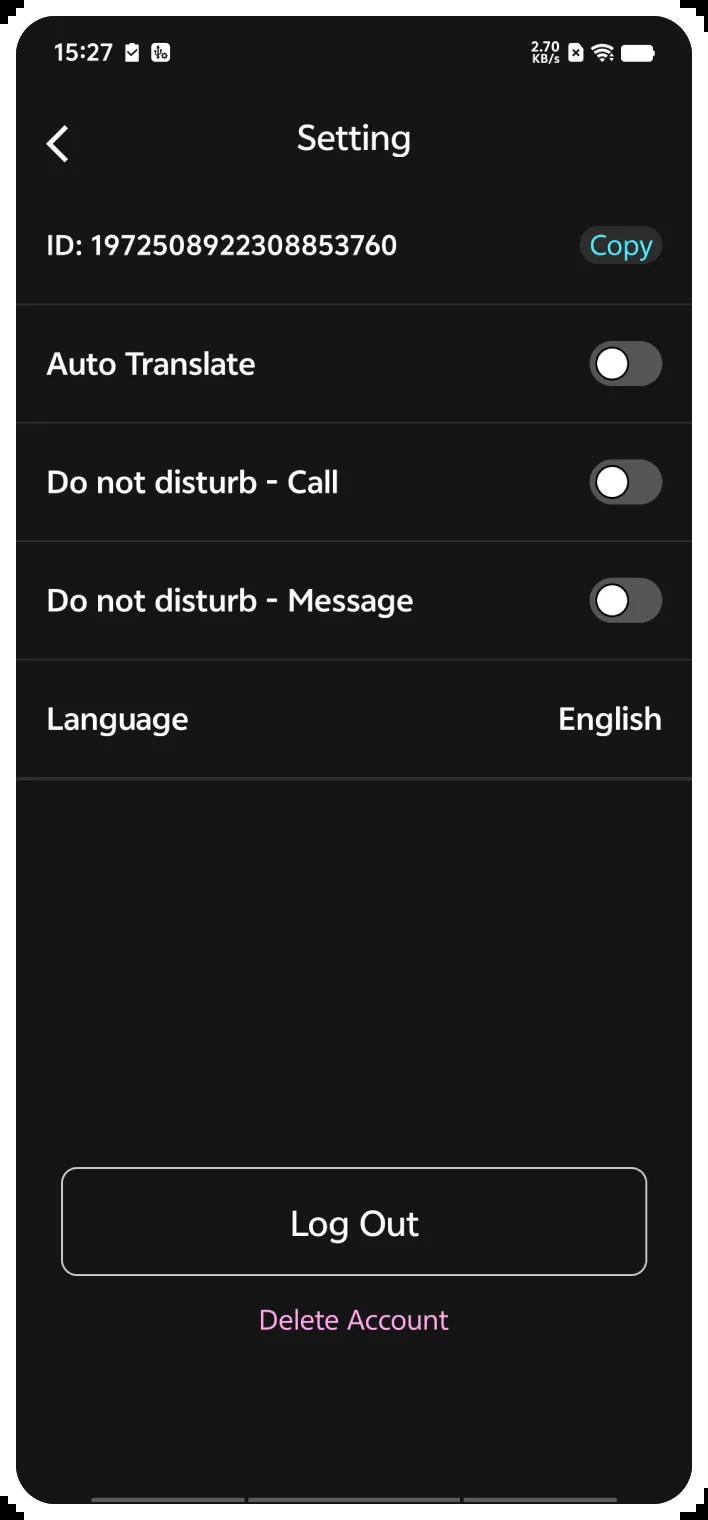 15:27
2.70
KB/s
Setting
ID: 1972508922308853760
Copy
Auto Translate
Do not disturb - Call
Do not disturb - Message
Language
English
Log Out
Delete Account